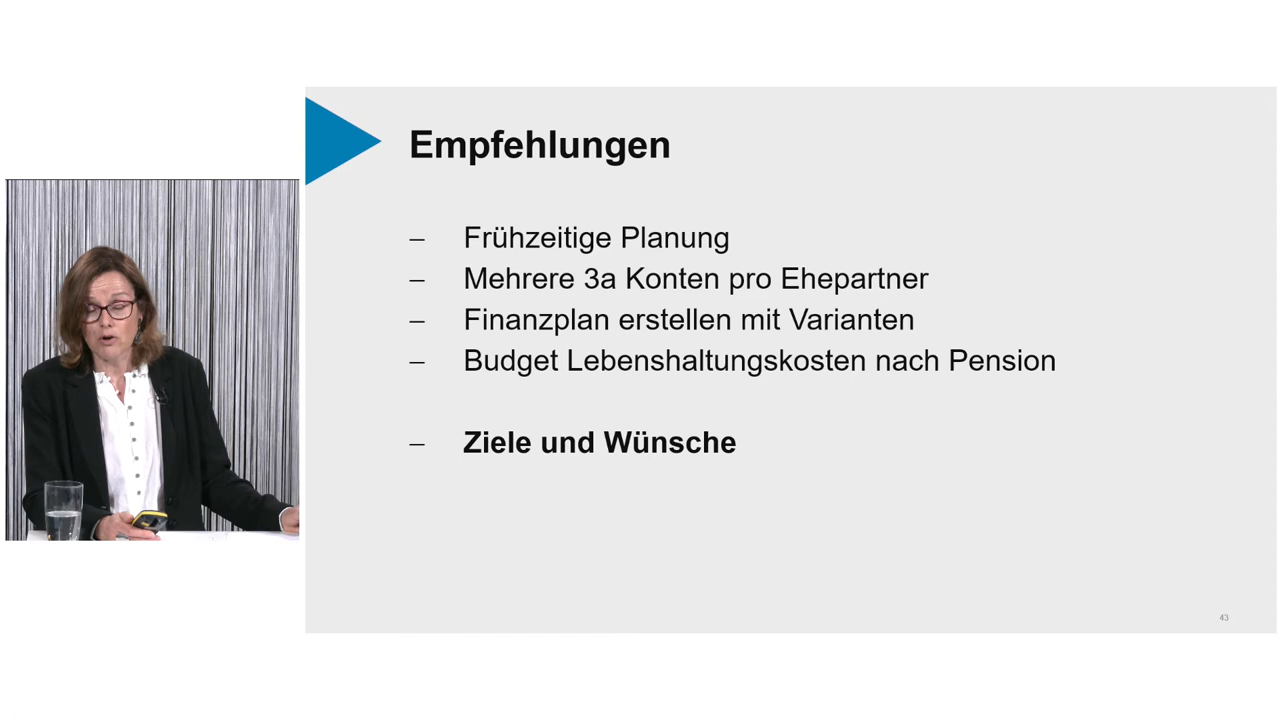 Empfehlungen
– Frühzeitige Planung
– Mehrere 3a Konten pro Ehepartner
– Finanzplan erstellen mit Varianten
– Budget Lebenshaltungskosten nach Pension
– Ziele und Wünsche
43